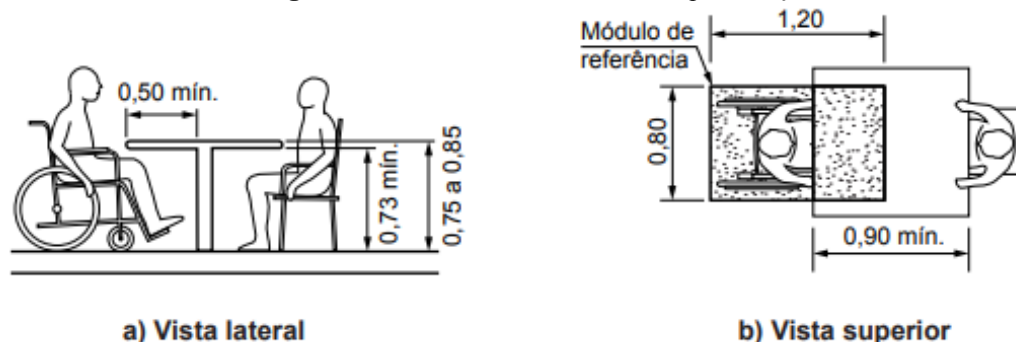 0,50 mín.
0,73 mín.
0,75 a 0,85
a) Vista lateral
Módulo de
referência
1,20
0,80
0,90 mín.
b) Vista superior